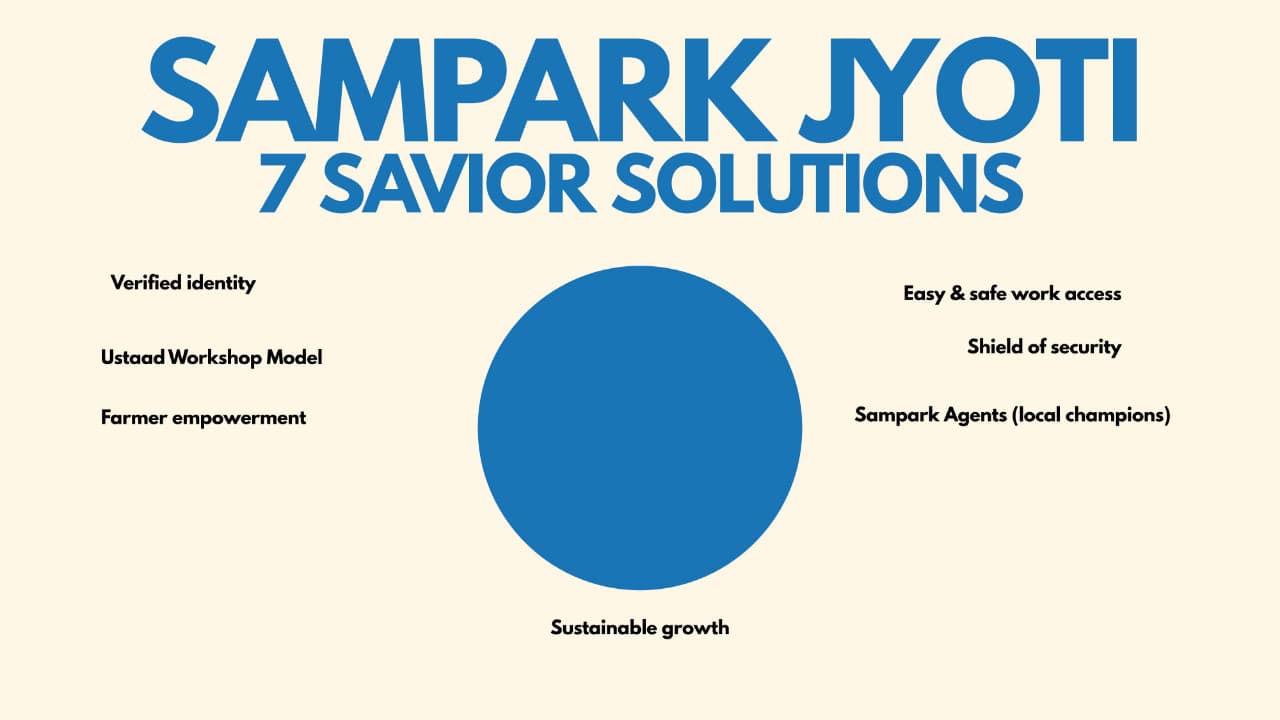 SAMPARK JYOTI
7 SAVIOR SOLUTIONS
Verified identity
Ustaad Workshop Model
Farmer empowerment
Easy & safe work access
Shield of security
Sampark Agents (local champions)
Sustainable growth